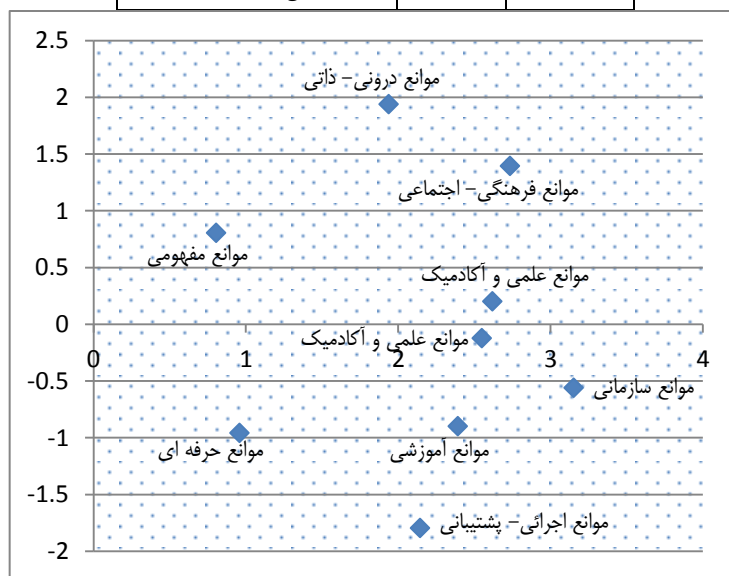 2.5
موانع درونی- ذاتی
2
1.5
موانع فرهنگی- اجتماعی
1
موانع مفهومی
0.5
موانع علمی و آکادمیک
0
موانع علمی و آکادمیک
0 1 2 3 4
-0.5
موانع سازمانی
-1
موانع حرفه ای
موانع آموزشی
-1.5
موانع اجرائی- پشتیبانی
-2